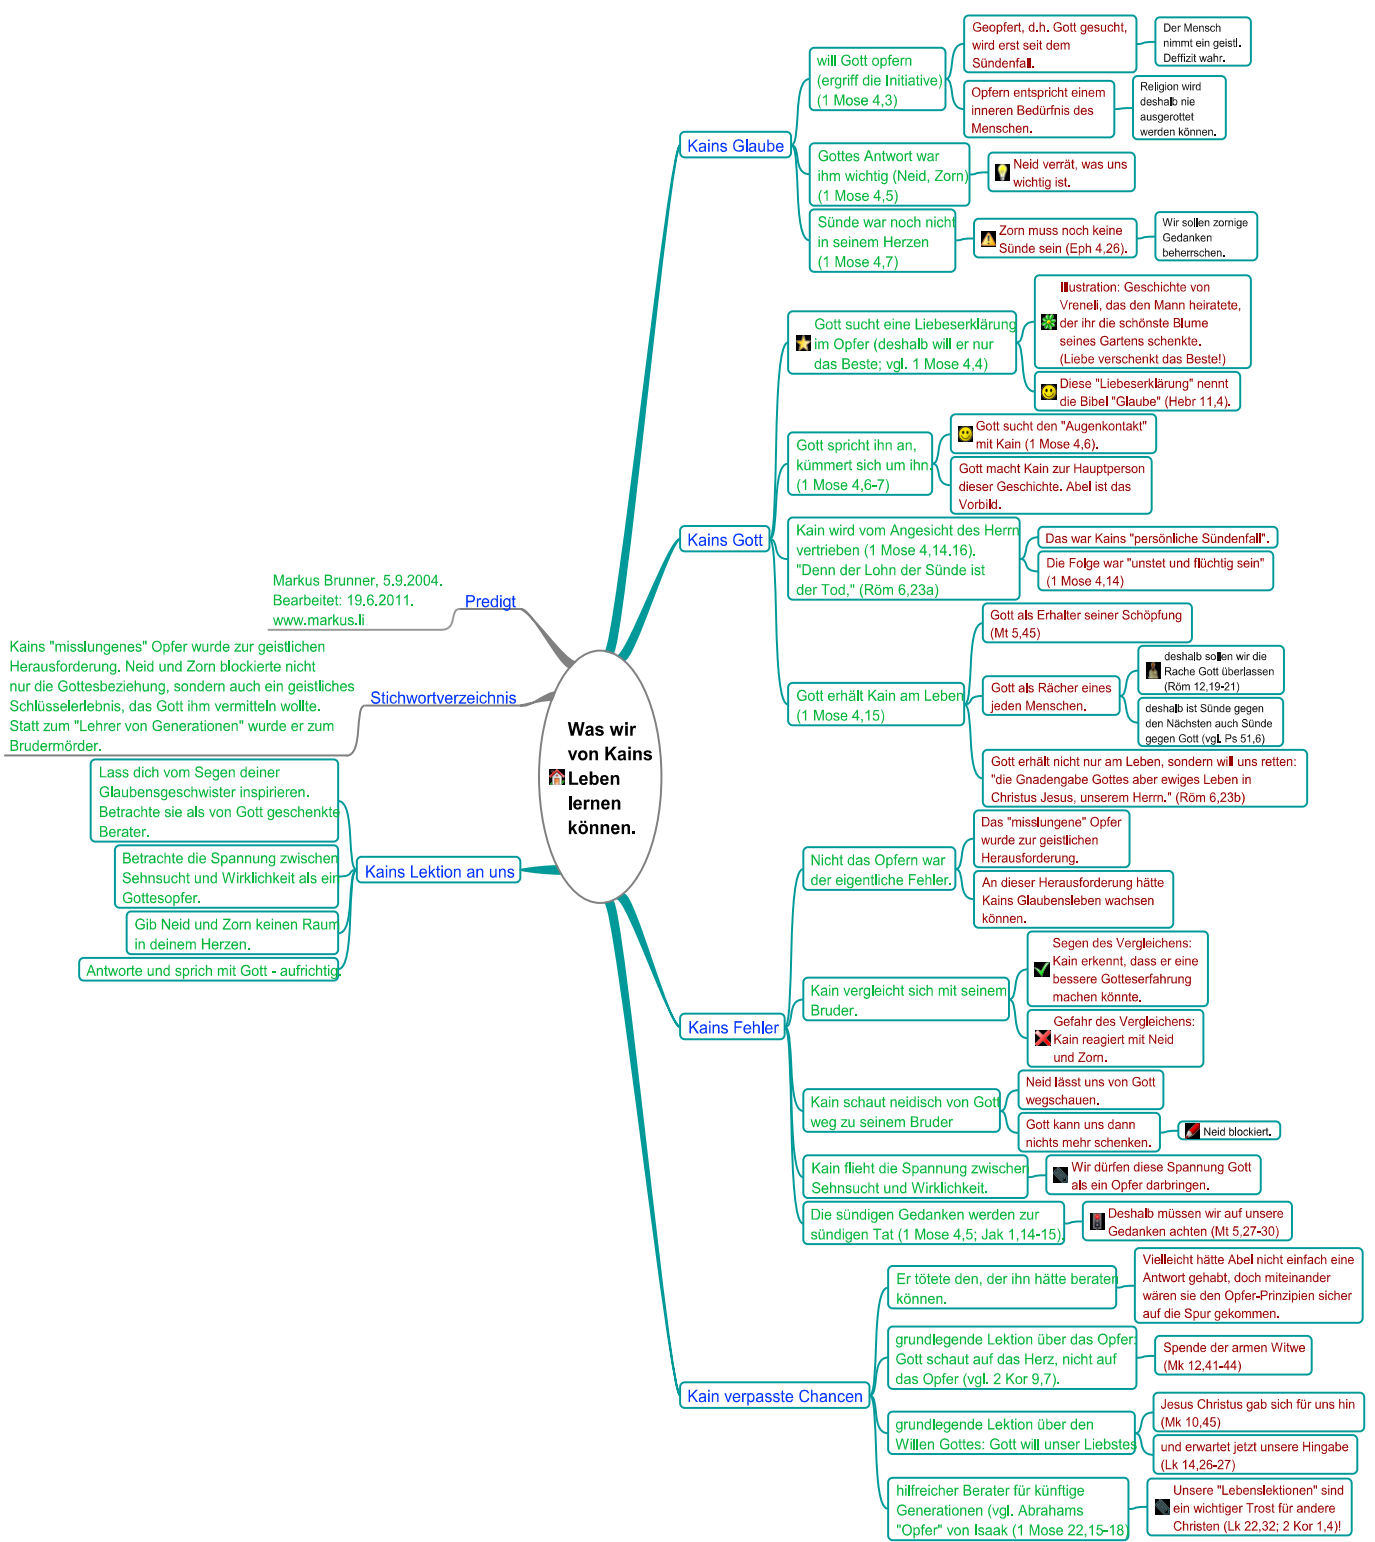 Was wir
von Kains
Leben
lernen
können.
Kains Glaube
will Gott opfern
(ergriff die Initiative)
(1 Mose 4,3)
Geopfert, d.h. Gott gesucht,
wird erst seit dem
Sündenfall.
Der Mensch
nimmt ein geistl.
Deffizit wahr.
Opfern entspricht einem
inneren Bedürfnis des
Menschen.
Religion wird
deshalb nie
ausgerottet
werden können.
Gottes Antwort war
ihm wichtig (Neid, Zorn)
(1 Mose 4,5)
Neid verrät, was uns
wichtig ist.
Sünde war noch nicht
in seinem Herzen
(1 Mose 4,7)
Zorn muss noch keine
Sünde sein (Eph 4,26).
Wir sollen zornige
Gedanken
beherrschen.
Kains Gott
Gott sucht eine Liebeserklärung
im Opfer (deshalb will er nur
das Beste; vgl. 1 Mose 4,4)
Illustration: Geschichte von
Vreneli, das den Mann heiratete,
der ihr die schönste Blume
seines Gartens schenkte.
(Liebe verschenkt das Beste!)
Diese "Liebeserklärung" nennt
die Bibel "Glaube" (Hebr 11,4).
Gott spricht ihn an,
kümmert sich um ihn.
(1 Mose 4,6-7)
Gott sucht den "Augenkontakt"
mit Kain (1 Mose 4,6).
Gott macht Kain zur Hauptperson
dieser Geschichte. Abel ist das
Vorbild.
Kain wird vom Angesicht des Herrn
vertrieben (1 Mose 4,14.16).
"Denn der Lohn der Sünde ist
der Tod," (Röm 6,23a)
Das war Kains "persönliche Sündenfall".
Die Folge war "unstet und flüchtig sein"
(1 Mose 4,14)
Gott erhält Kain am Leben
(1 Mose 4,15)
Gott als Erhalter seiner Schöpfung
(Mt 5,45)
Gott als Rächer eines
jeden Menschen.
deshalb sollen wir die
Rache Gott überlassen
(Röm 12,19-21)
deshalb ist Sünde gegen
den Nächsten auch Sünde
gegen Gott (vgl. Ps 51,6)
Gott erhält nicht nur am Leben, sondern will uns retten:
"die Gnadengabe Gottes aber ewiges Leben in
Christus Jesus, unserem Herrn." (Röm 6,23b)
Kains Fehler
Nicht das Opfern war
der eigentliche Fehler.
Das "misslungene" Opfer
wurde zur geistlichen
Herausforderung.
An dieser Herausforderung hätte
Kains Glaubensleben wachsen
können.
Kain vergleicht sich mit seinem
Bruder.
Segen des Vergleichens:
Kain erkennt, dass er eine
bessere Gotteserfahrung
machen könnte.
Gefahr des Vergleichens:
Kain reagiert mit Neid
und Zorn.
Kain schaut neidisch von Gott
weg zu seinem Bruder
Neid lässt uns von Gott
wegschauen.
Gott kann uns dann
nichts mehr schenken.
Neid blockiert.
Kain flieht die Spannung zwischen
Sehnsucht und Wirklichkeit.
Wir dürfen diese Spannung Gott
als ein Opfer darbringen.
Die sündigen Gedanken werden zur
sündigen Tat (1 Mose 4,5; Jak 1,14-15).
Deshalb müssen wir auf unsere
Gedanken achten (Mt 5,27-30)
Kain verpasste Chancen
Er tötete den, der ihn hätte beraten
können.
Vielleicht hätte Abel nicht einfach eine
Antwort gehabt, doch miteinander
wären sie den Opfer-Prinzipien sicher
auf die Spur gekommen.
grundlegende Lektion über das Opfer:
Gott schaut auf das Herz, nicht auf
das Opfer (vgl. 2 Kor 9,7).
Spende der armen Witwe
(Mk 12,41-44)
grundlegende Lektion über den
Willen Gottes: Gott will unser Liebstes
Jesus Christus gab sich für uns hin
(Mk 10,45)
und erwartet jetzt unsere Hingabe
(Lk 14,26-27)
hilfreicher Berater für künftige
Generationen (vgl. Abrahams
"Opfer" von Isaak (1 Mose 22,15-18)
Unsere "Lebenslektionen" sind
ein wichtiger Trost für andere
Christen (Lk 22,32; 2 Kor 1,4)!
Predigt
Markus Brunner, 5.9.2004.
Bearbeitet: 19.6.2011.
www.markus.li
Stichwortverzeichnis
Kains "misslungenes" Opfer wurde zur geistlichen
Herausforderung. Neid und Zorn blockierte nicht
nur die Gottesbeziehung, sondern auch ein geistliches
Schlüsselerlebnis, das Gott ihm vermitteln wollte.
Statt zum "Lehrer von Generationen" wurde er zum
Brudermörder.
Kains Lektion an uns
Lass dich vom Segen deiner
Glaubensgeschwister inspirieren.
Betrachte sie als von Gott geschenkte
Berater.
Betrachte die Spannung zwischen
Sehnsucht und Wirklichkeit als ein
Gottesopfer.
Gib Neid und Zorn keinen Raum
in deinem Herzen.
Antworte und sprich mit Gott - aufrichtig.